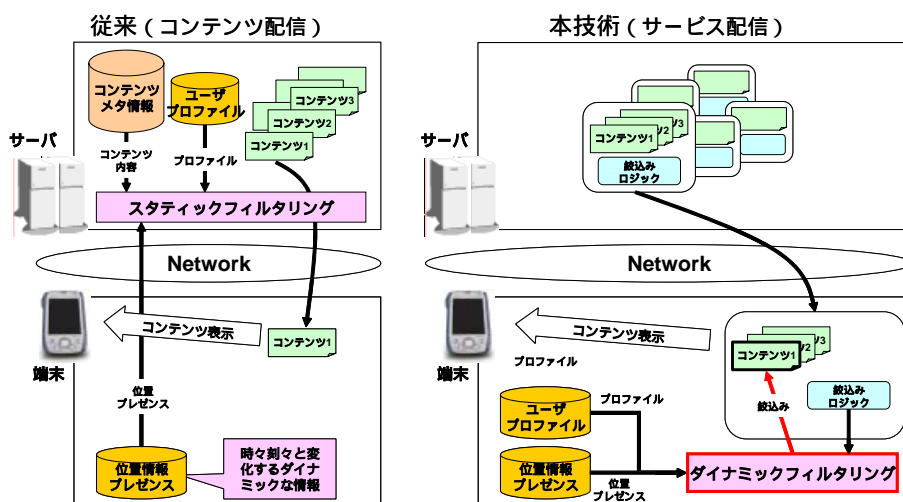 従来（コンテンツ配信）
コンテンツ
メタ情報
ユーザ
プロファイル
コンテンツ3
コンテンツ2
コンテンツ1
サーバ
コンテンツ
内容
プロファイル
スタティックフィルタリング
Network
コンテンツ表示
コンテンツ1
端末
位置
プレゼンス
位置情報
プレゼンス
時々刻々と変
化するダイナ
ミックな情報
本技術（サービス配信）
サーバ
コンテンツ1
2
3
絞込み
ロジック
Network
コンテンツ表示
端末
プロファイル
コンテンツ1
2
3
絞込み
ロジック
絞込み
ユーザ
プロファイル
プロファイル
位置情報
プレゼンス
位置
プレゼンス
ダイナミックフィルタリング